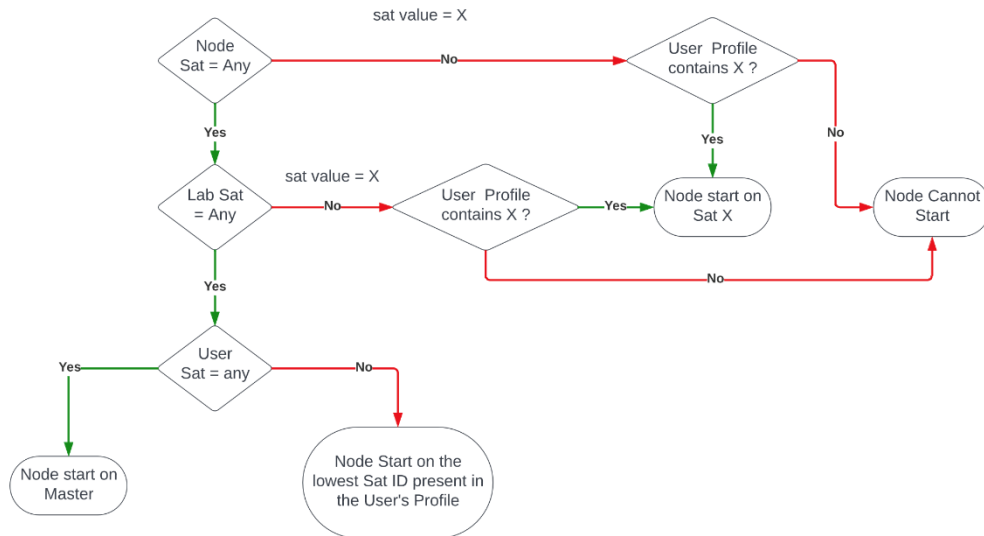 sat value = X
Node
Sat = Any
No
User Profile
contains X ?
Yes
Yes
No
Lab Sat
= Any
sat value = X
No
User Profile
contains X ?
Yes
Node start on
Sat X
Node Cannot
Start
Yes
No
User
Sat = any
Yes
No
Node start on
Master
Node Start on the
lowest Sat ID present in
the User's Profile